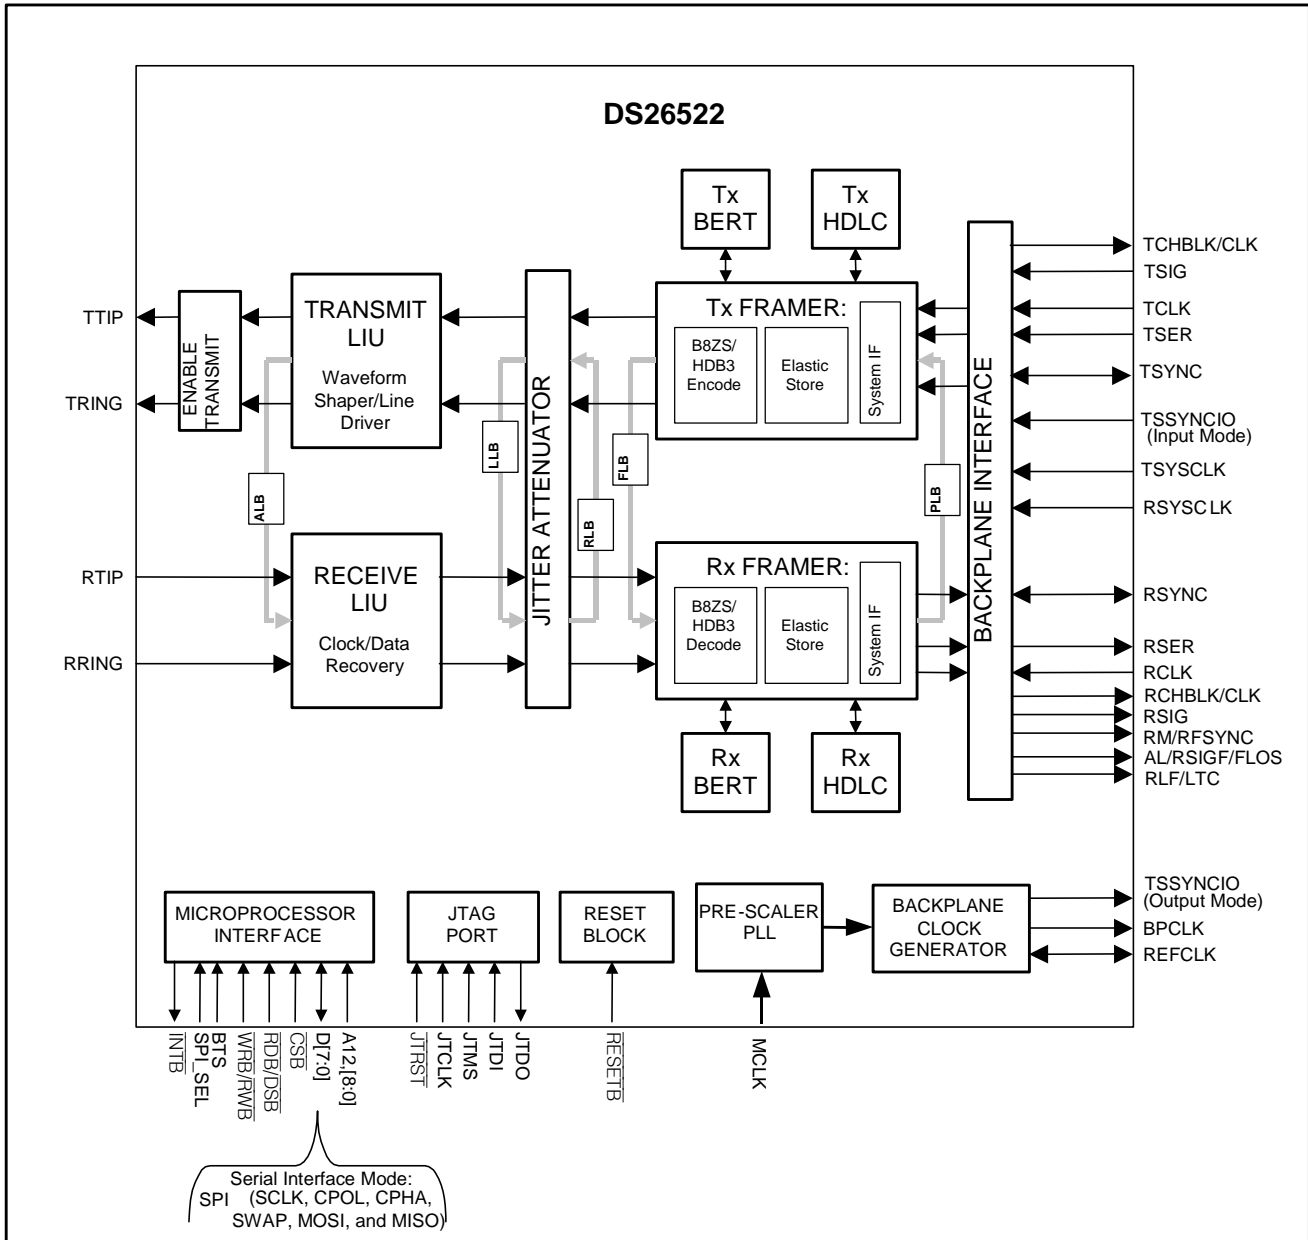 DS26522
Tx
BERT
Tx
HDLC
TTIP
TRING
ENABLE
TRANSMIT
TRANSMIT
LIU
Waveform
Shaper/Line
Driver
ALB
LLB
JITTER ATTENUATOR
RLB
FLB
Tx FRAMER:
B8ZS/
HDB3
Encode
Elastic
Store
System IF
PLB
BACKPLANE INTERFACE
TCHBLK/CLK
TSIG
TCLK
TSER
TSYNC
TSSYNCIO
(Input Mode)
TSYSCLK
RSYSCLK
RTIP
RRING
RECEIVE
LIU
Clock/Data
Recovery
Rx FRAMER:
B8ZS/
HDB3
Decode
Elastic
Store
System IF
Rx
BERT
Rx
HDLC
RSYNC
RSER
RCLK
RCHBLK/CLK
RSIG
RM/RFSYNC
AL/RSIGF/FLOS
RLF/LTC
MICROPROCESSOR
INTERFACE
JTAG
PORT
RESET
BLOCK
PRE-SCALER
PLL
BACKPLANE
CLOCK
GENERATOR
TSSYNCIO
(Output Mode)
BPCLK
REFCLK
INTB
SPI_SEL
BTS
WRB/RWB
RDB/DSB
CSB
D[7:0]
A12,[8:0]
JTRST
JTCLK
JTMS
JTDI
JTDO
RESETB
MCLK
Serial Interface Mode:
SPI (SCLK, CPOL, CPHA,
SWAP, MOSI, and MISO)